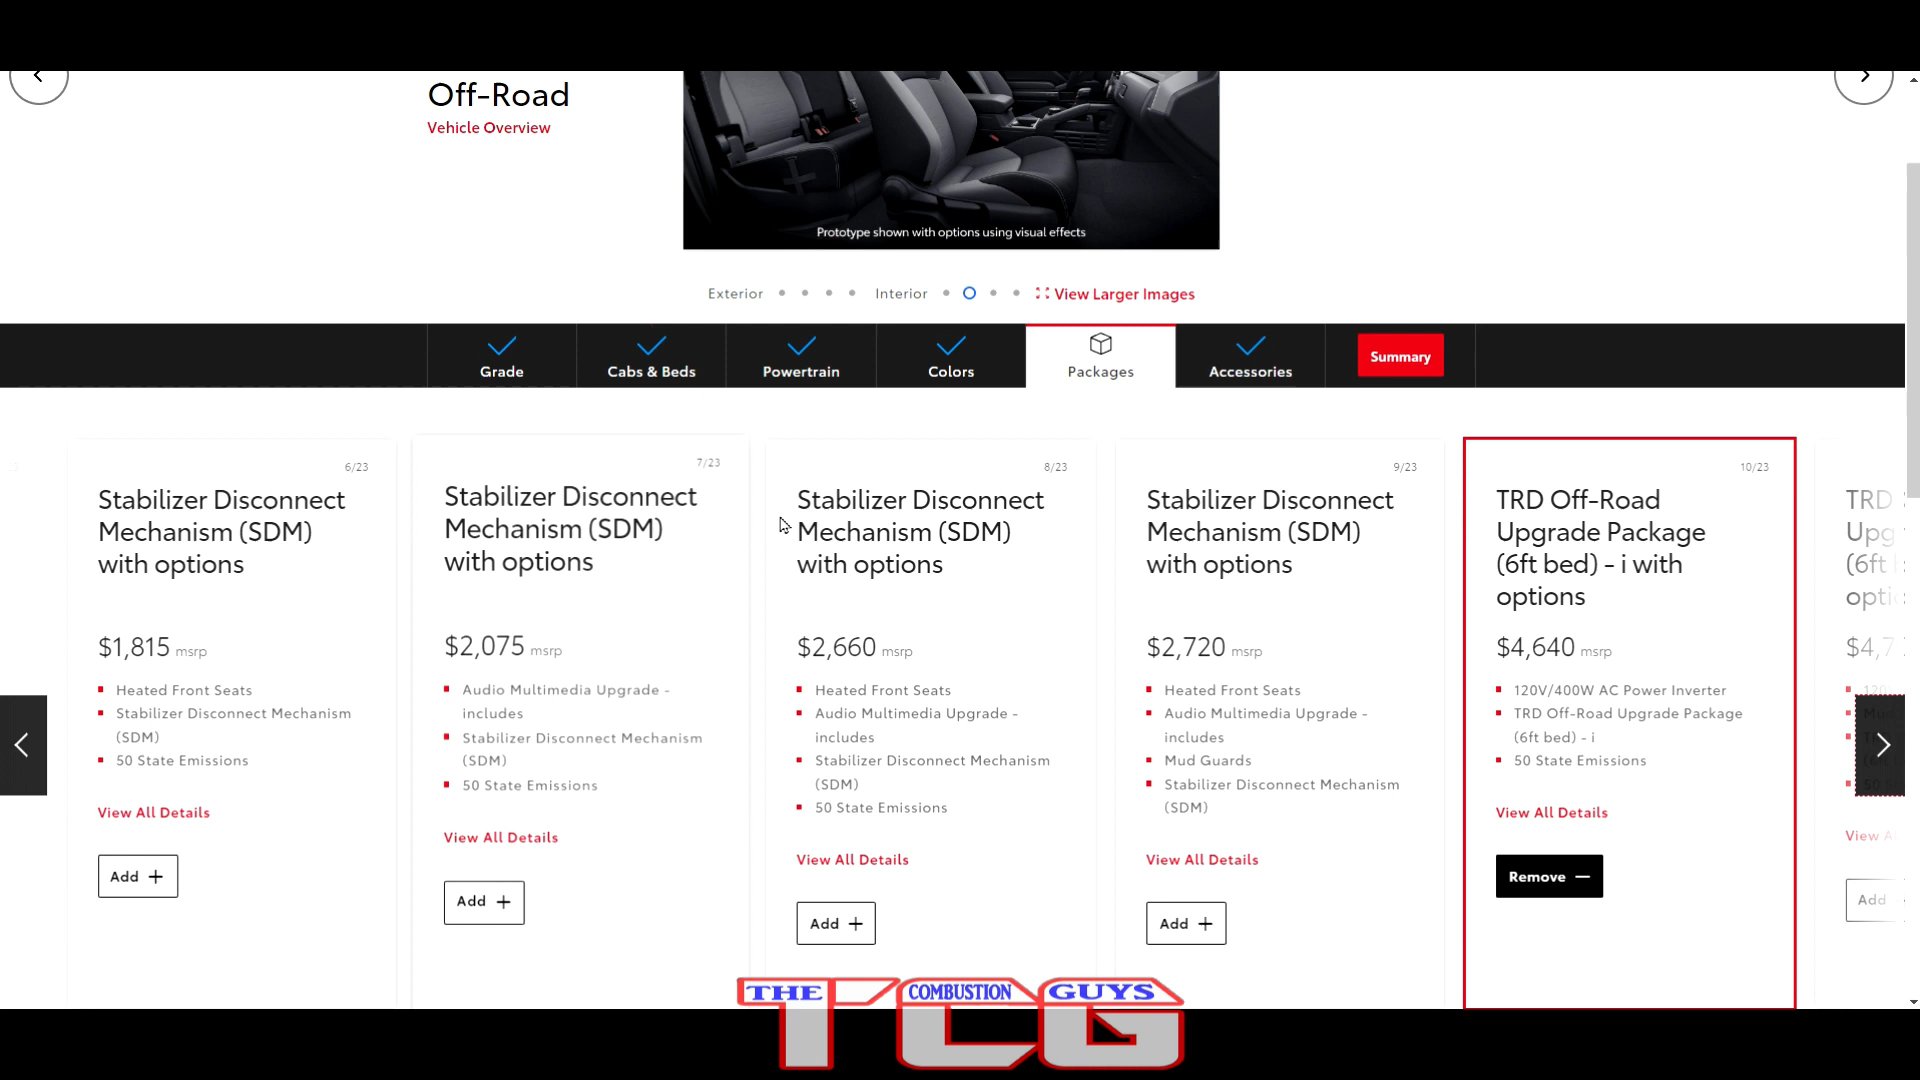 Off-Road
Vehicle Overview
Prototype shown with options using visual effects
Exterior
Interior
View Larger Images
Grade
Cabs & Beds
Powertrain
Colors
Packages
Accessories
Summary
6/23
Stabilizer Disconnect
Mechanism (SDM)
with options
$1,815 msrp
Heated Front Seats
Stabilizer Disconnect Mechanism
(SDM)
50 State Emissions
View All Details
Add +
7/23
Stabilizer Disconnect
Mechanism (SDM)
with options
$2,075 msrp
Audio Multimedia Upgrade -
includes
Stabilizer Disconnect Mechanism
(SDM)
50 State Emissions
View All Details
Add +
8/23
Stabilizer Disconnect
Mechanism (SDM)
with options
$2,660 msrp
Heated Front Seats
Audio Multimedia Upgrade -
includes
Stabilizer Disconnect Mechanism
(SDM)
50 State Emissions
View All Details
Add +
9/23
Stabilizer Disconnect
Mechanism (SDM)
with options
$2,720 msrp
Heated Front Seats
Audio Multimedia Upgrade -
includes
Mud Guards
Stabilizer Disconnect Mechanism
(SDM)
View All Details
Add +
10/23
TRD Off-Road
Upgrade Package
(6ft bed) - i with
options
$4,640 msrp
120V/400W AC Power Inverter
TRD Off-Road Upgrade Package
(6ft bed) - i
50 State Emissions
View All Details
Remove —
TRD
Upg
(6ft
opti
$4,7
View A
Add
THE COMBUSTION GUYS
TCG